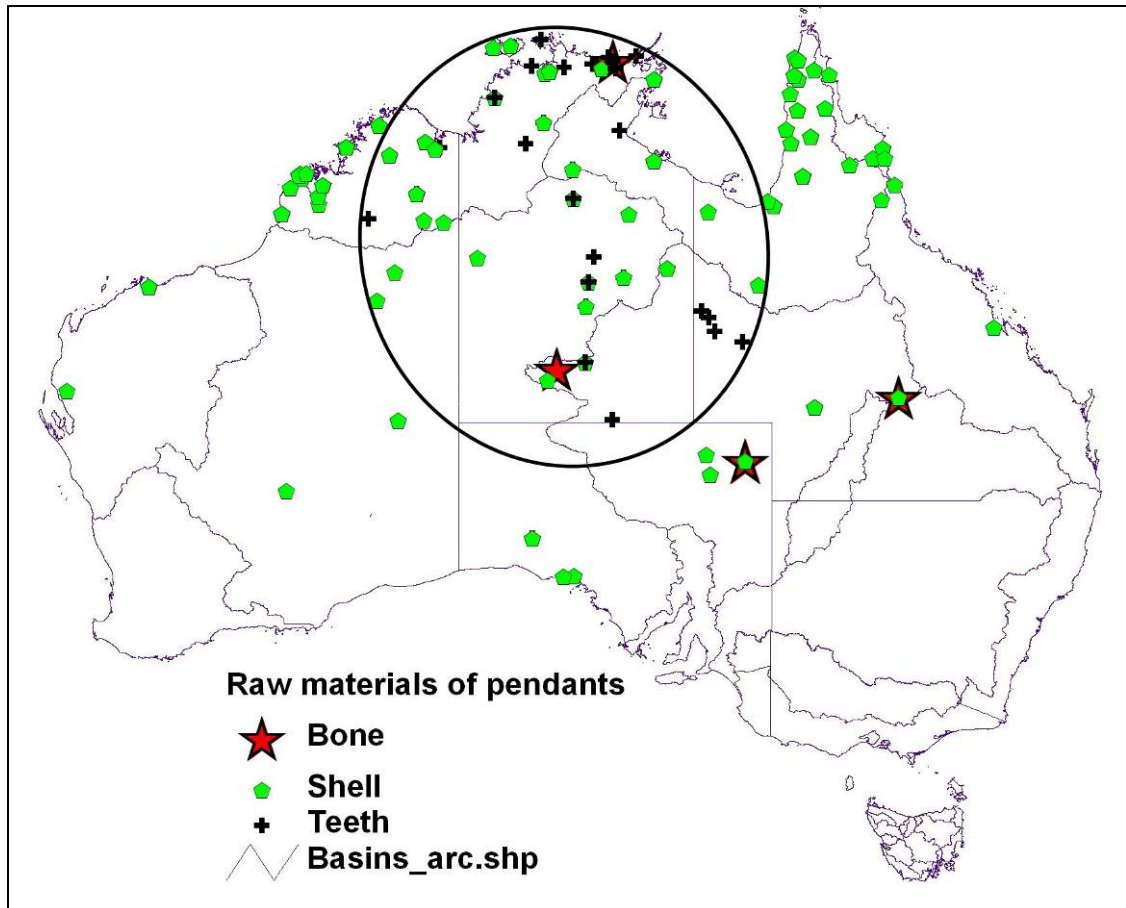 Raw materials of pendants
Bone
Shell
Teeth
Basins_arc.shp